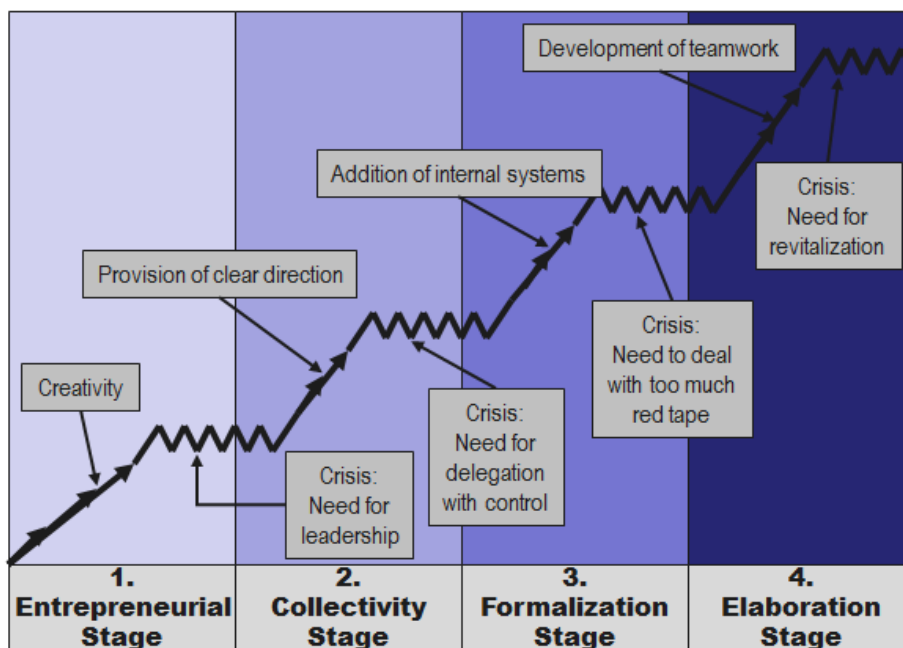 Development of teamwork
Crisis:
Need for
revitalization
Addition of internal systems
Crisis:
Need to deal
with too much
red tape
Provision of clear direction
Crisis:
Need for
delegation
with control
Creativity
Crisis:
Need for
leadership
1.
Entrepreneurial
Stage
2.
Collectivity
Stage
3.
Formalization
Stage
4.
Elaboration
Stage